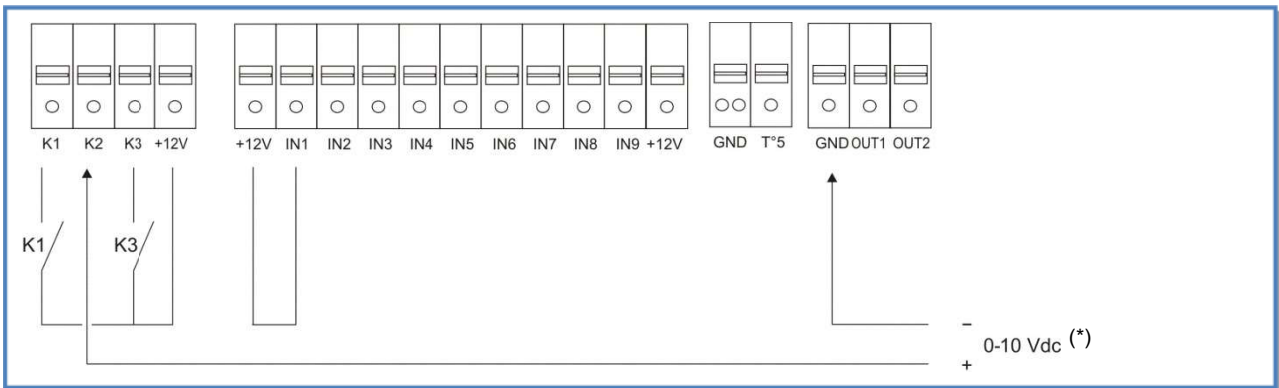 K1 K2 K3 +12V +12V IN1 IN2 IN3 IN4 IN5 IN6 IN7 IN8 IN9 +12V GND T°5 GND OUT1 OUT2
K1 K3
−
0-10 Vdc (*)
+